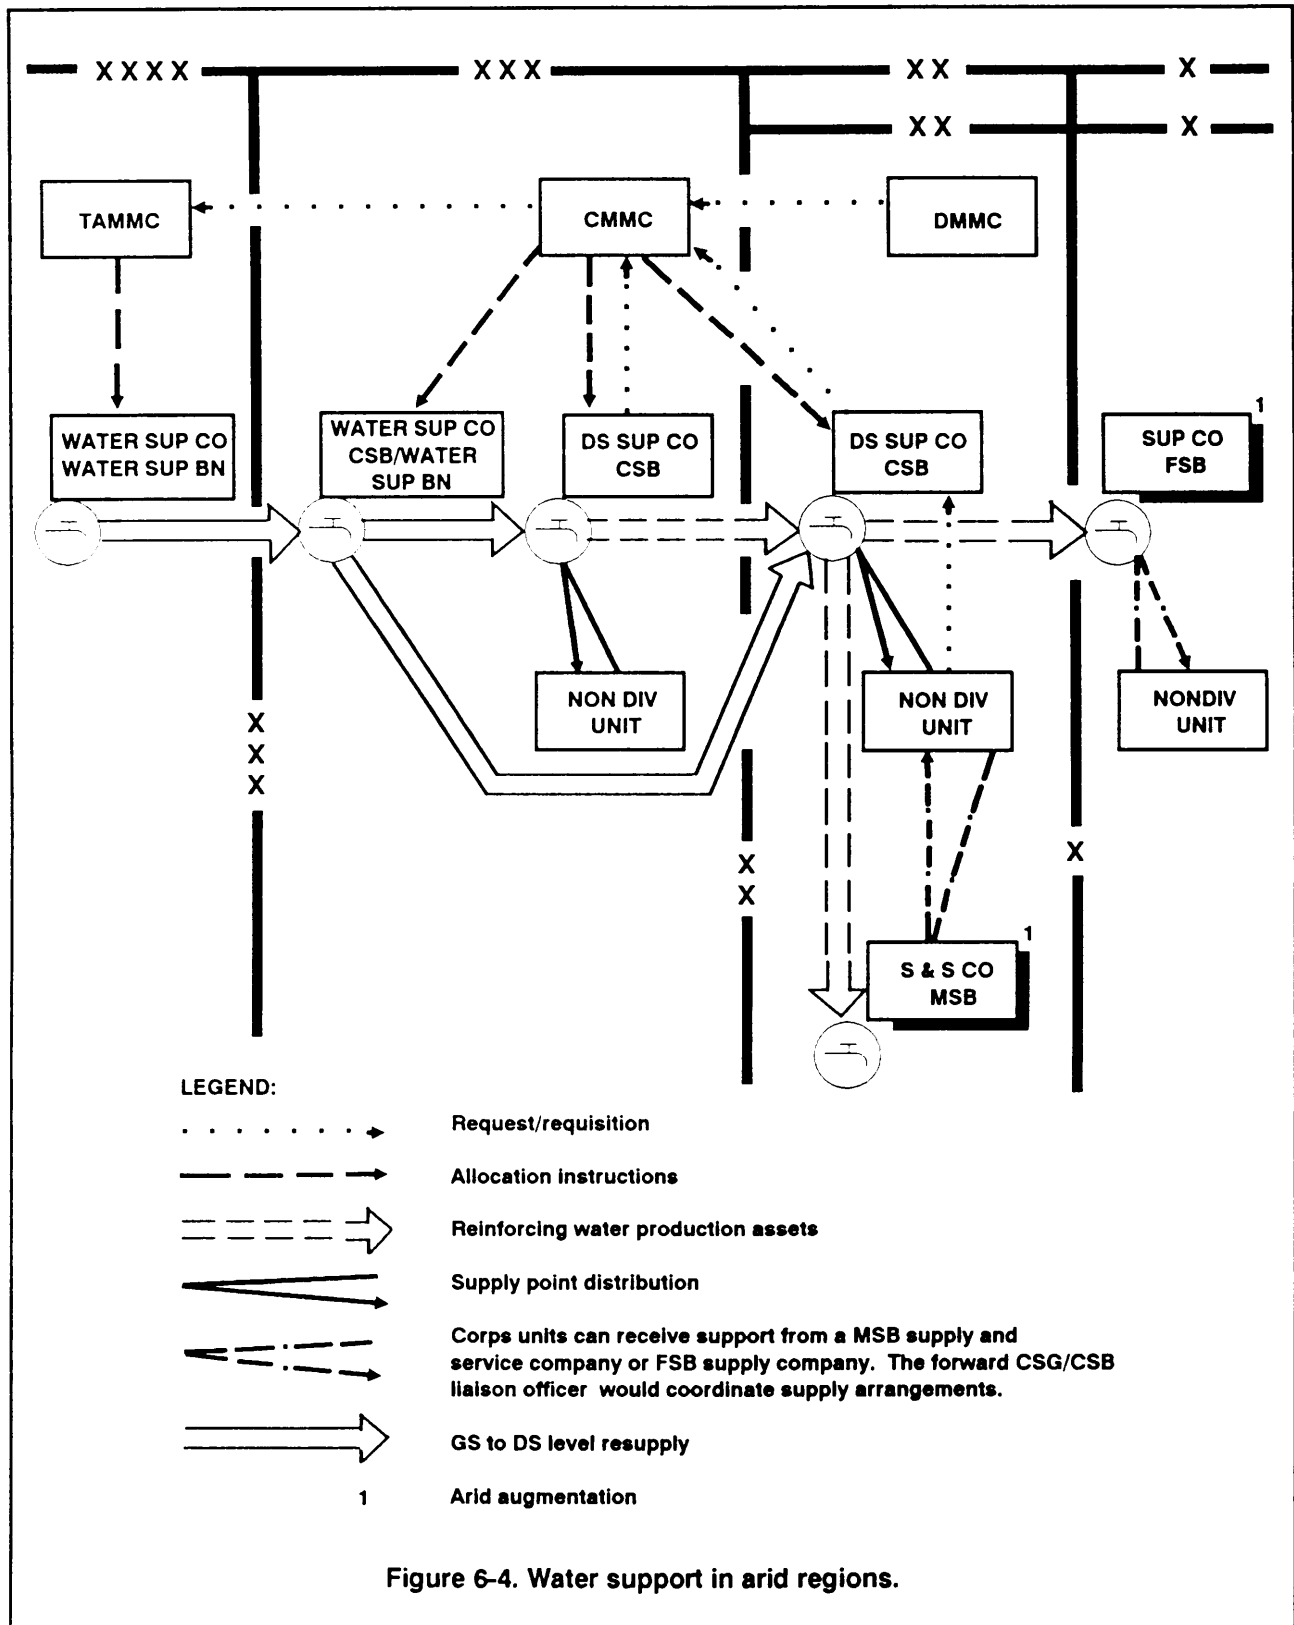 XXXX XXX XX X
XX X
TAMMC
CMMC
DMMC
WATER SUP CO
WATER SUP BN
WATER SUP CO
CSB/WATER
SUP BN
DS SUP CO
CSB
DS SUP CO
CSB
1
SUP CO
FSB
NON DIV
UNIT
NON DIV
UNIT
NONDIV
UNIT
X
X
X
X
X
X
1
S & S CO
MSB
LEGEND:
Request/requisition
Allocation instructions
Reinforcing water production assets
Supply point distribution
Corps units can receive support from a MSB supply and
service company or FSB supply company. The forward CSG/CSB
liaison officer would coordinate supply arrangements.
GS to DS level resupply
1 Arid augmentation
Figure 6-4. Water support in arid regions.